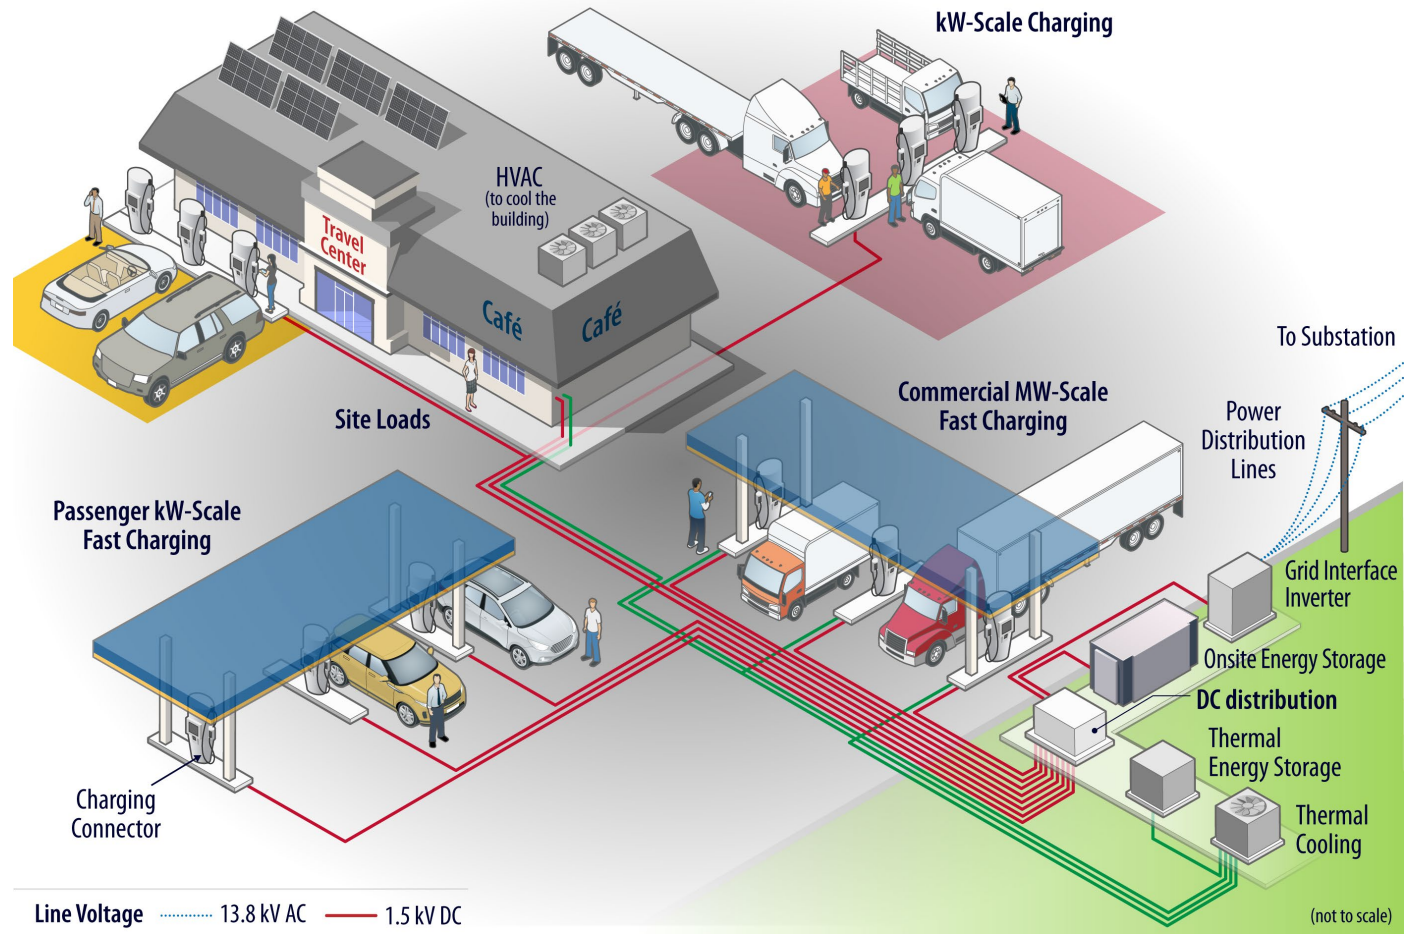 kW-Scale Charging
HVAC
(to cool the
building)
Travel
Center
Café
Café
To Substation
Site Loads
Commercial MW-Scale
Fast Charging
Power
Distribution
Lines
Passenger kW-Scale
Fast Charging
Grid Interface
Inverter
Onsite Energy Storage
DC distribution
Thermal
Energy Storage
Charging
Connector
Thermal
Cooling
Line Voltage
13.8 kV AC
1.5 kV DC
(not to scale)